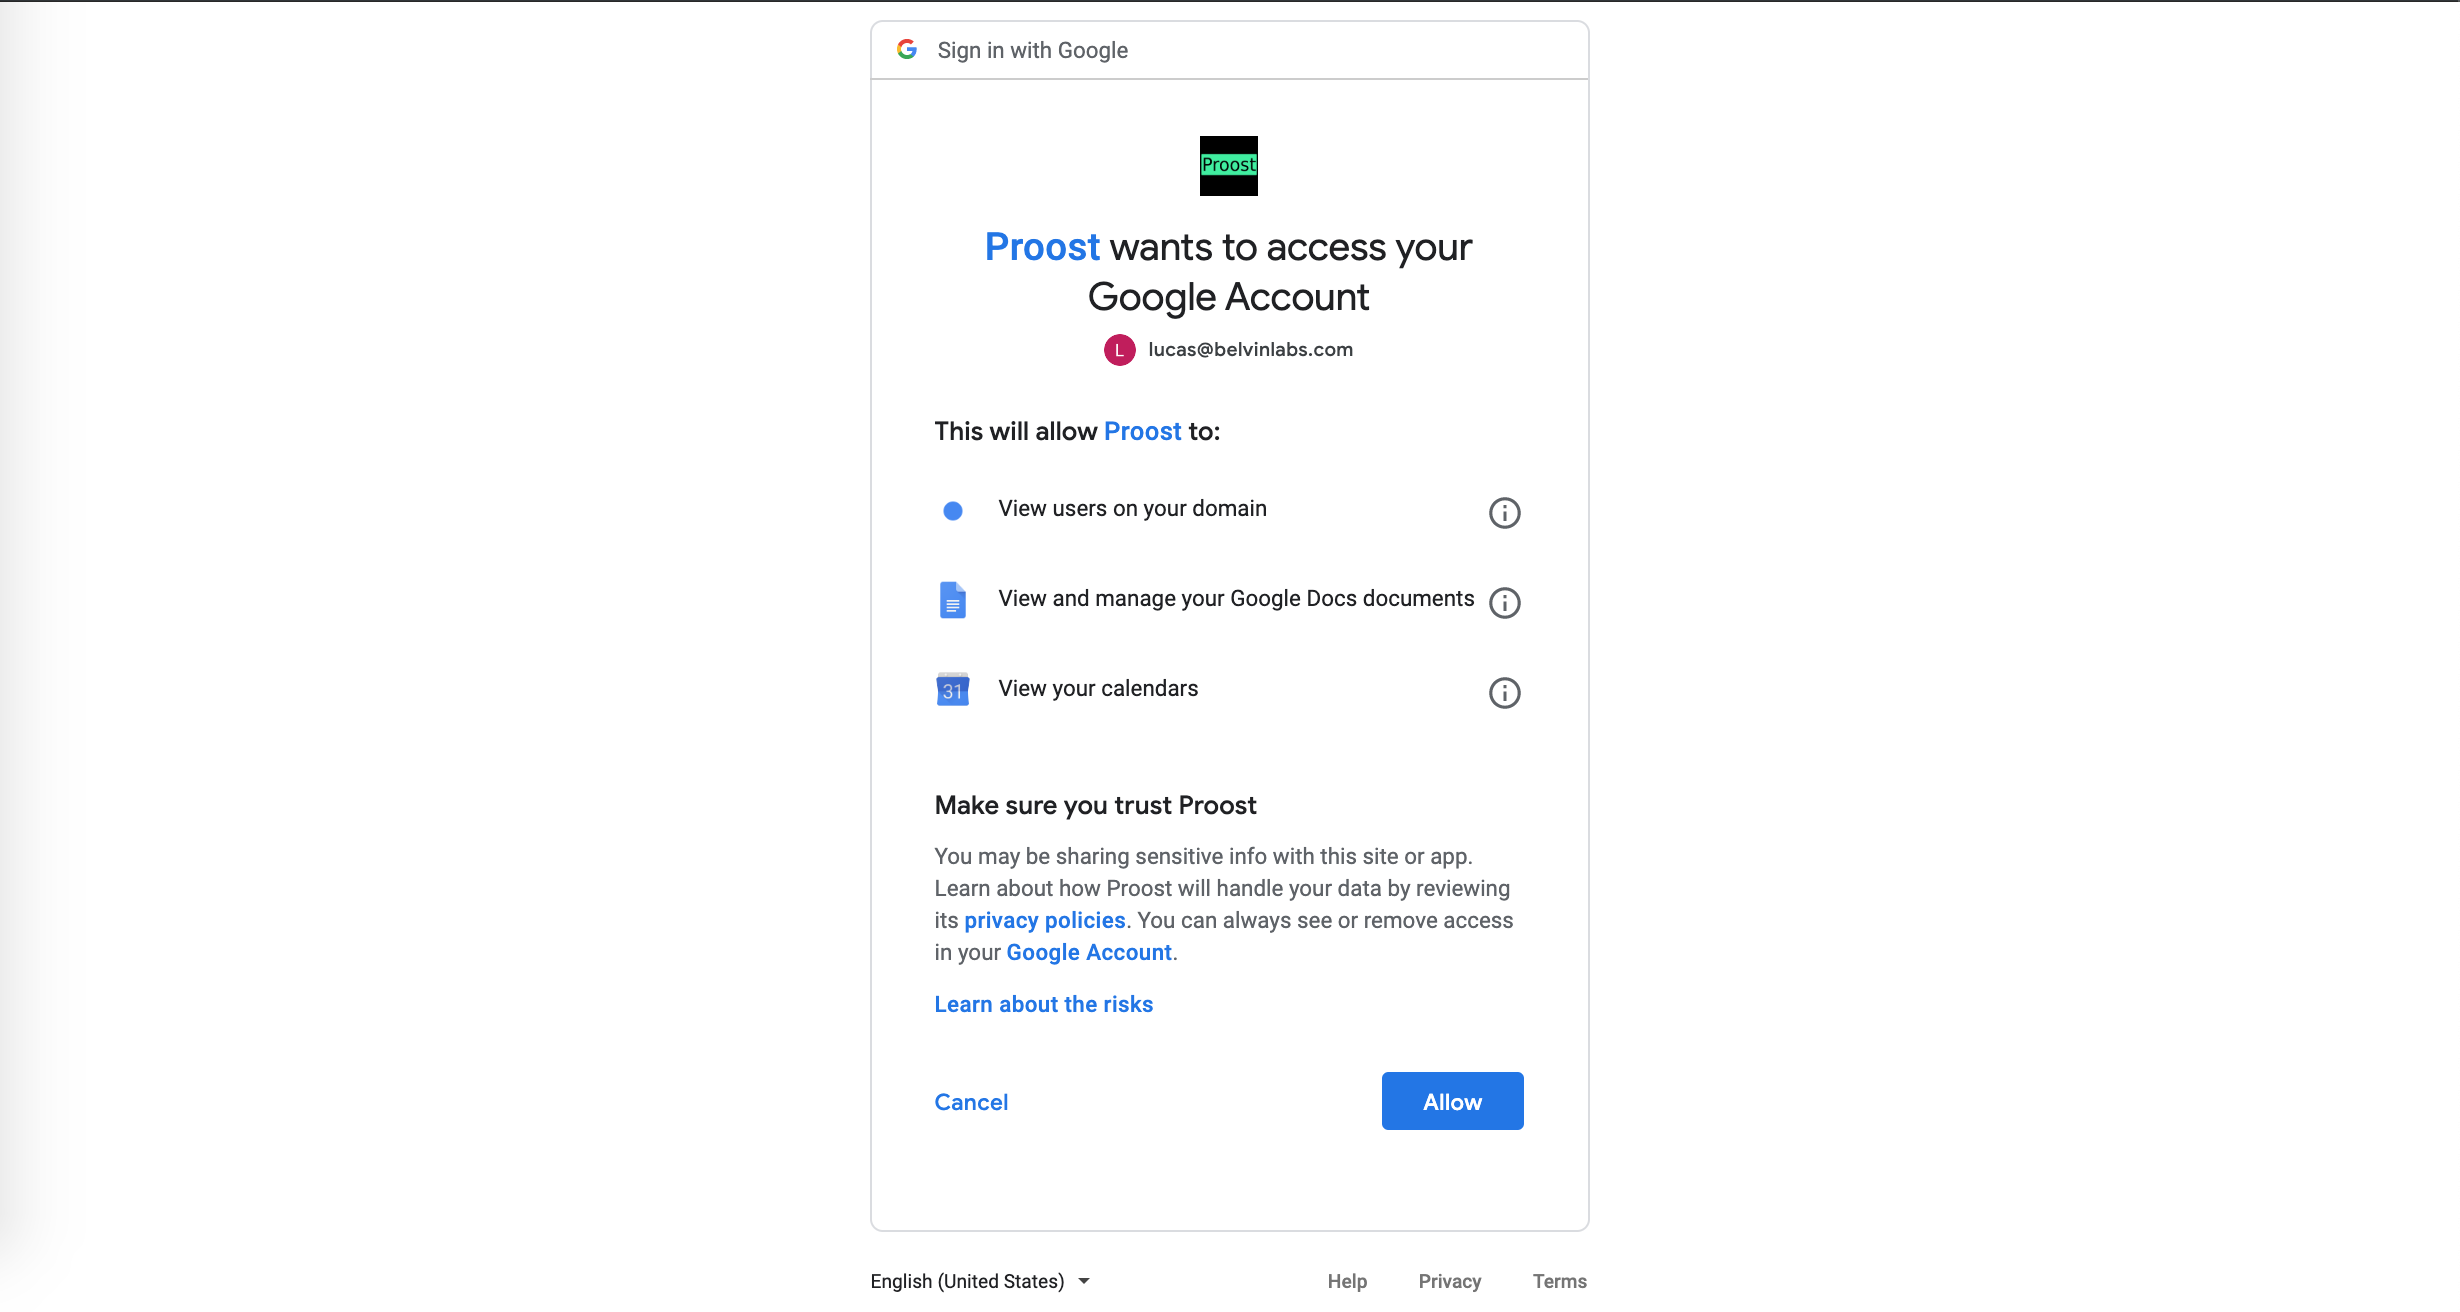 Sign in with Google
Proost
Proost wants to access your
Google Account
L lucas@belvinlabs.com
This will allow Proost to:
View users on your domain
View and manage your Google Docs documents
31 View your calendars
Make sure you trust Proost
You may be sharing sensitive info with this site or app.
Learn about how Proost will handle your data by reviewing
its privacy policies. You can always see or remove access
in your Google Account.
Learn about the risks
Cancel Allow
English (United States) Help Privacy Terms